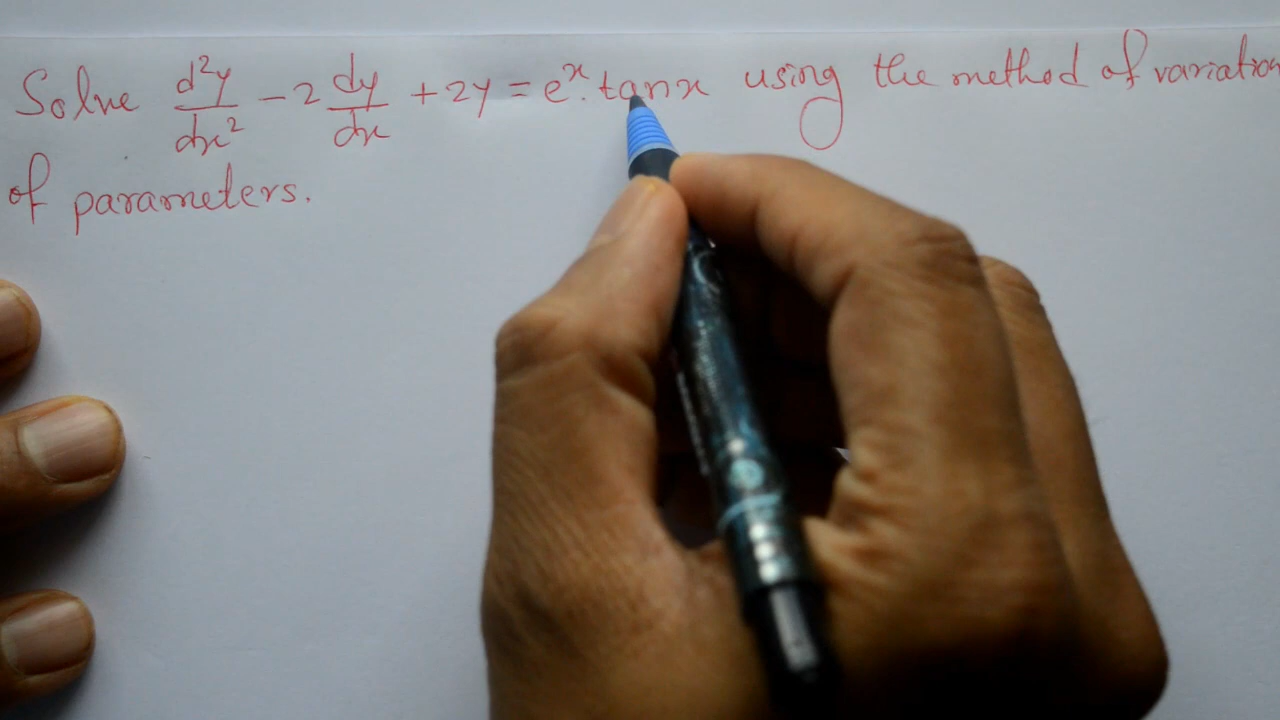 Solve d²y/dx² - 2 dy/dx + 2y = eˣ. tanx using the method of variation
of parameters.